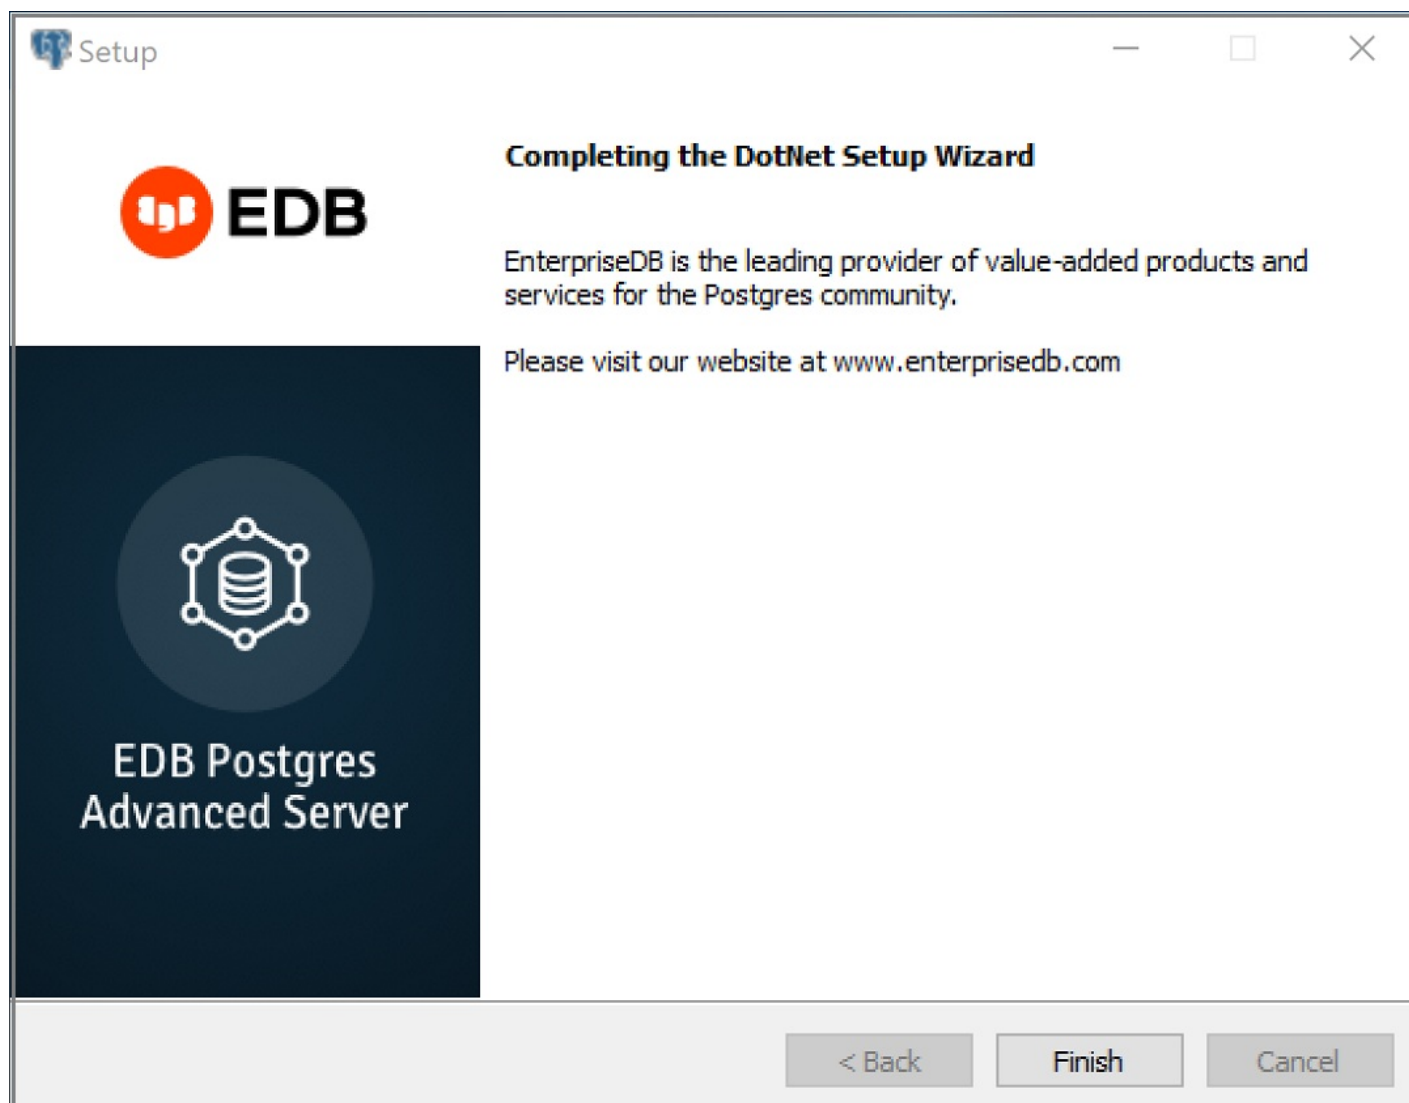 Setup
EDB
Completing the DotNet Setup Wizard
EnterpriseDB is the leading provider of value-added products and
services for the Postgres community.
Please visit our website at www.enterprisedb.com
EDB Postgres
Advanced Server
< Back
Finish
Cancel